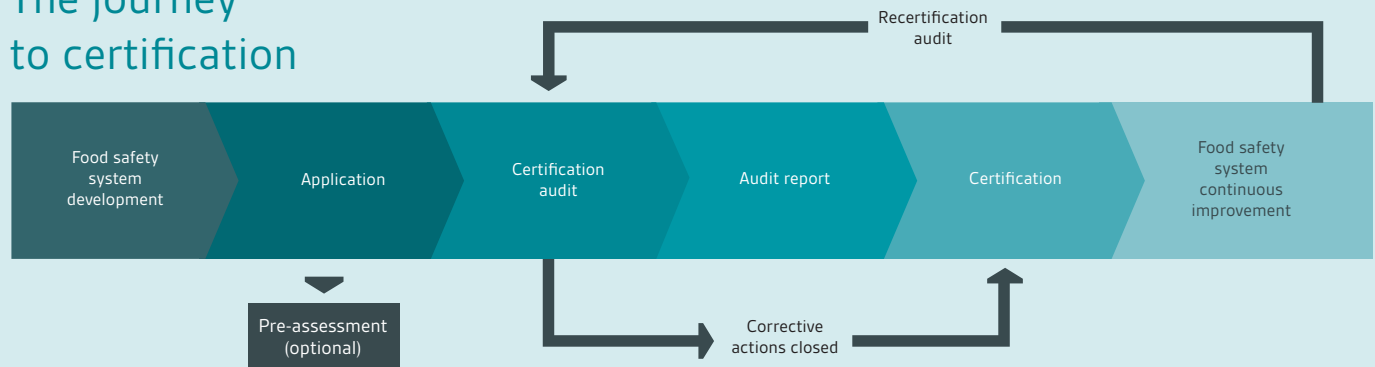 The journey
to certification
Recertification
audit
Food safety
system
development
Application
Certification
audit
Audit report
Certification
Food safety
system
continuous
improvement
Pre-assessment
(optional)
Corrective
actions closed